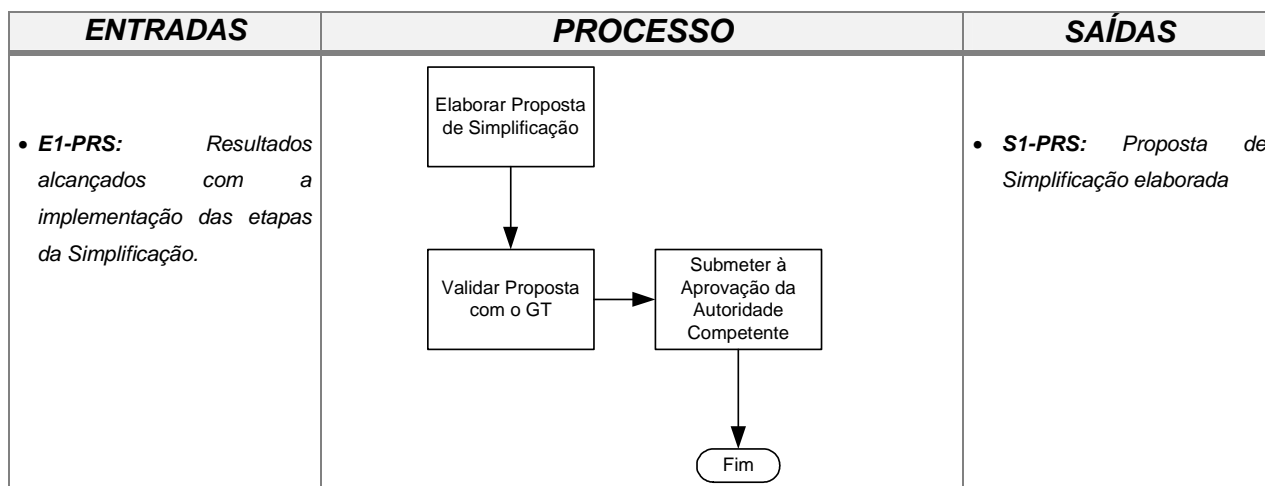 ENTRADAS
PROCESSO
SAÍDAS
• E1-PRS: Resultados
alcançados com a
implementação das etapas
da Simplificação.
Elaborar Proposta
de Simplificação
Validar Proposta
com o GT
Submeter à
Aprovação da
Autoridade
Competente
Fim
• S1-PRS: Proposta de
Simplificação elaborada